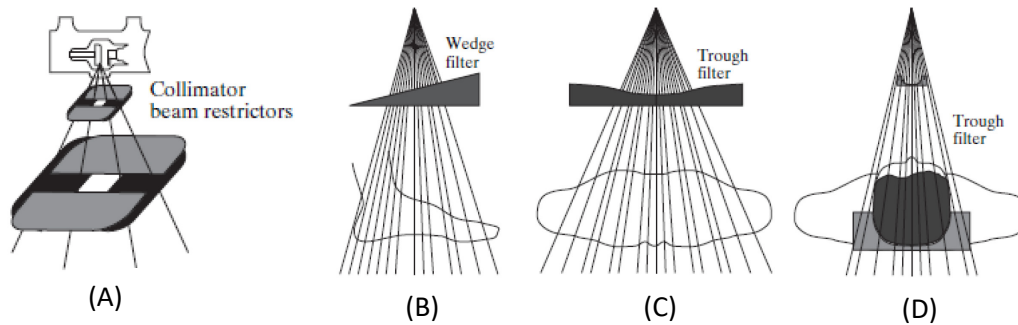 Collimator
beam restrictors
Wedge
filter
Trough
filter
Trough
filter
(A)
(B)
(C)
(D)